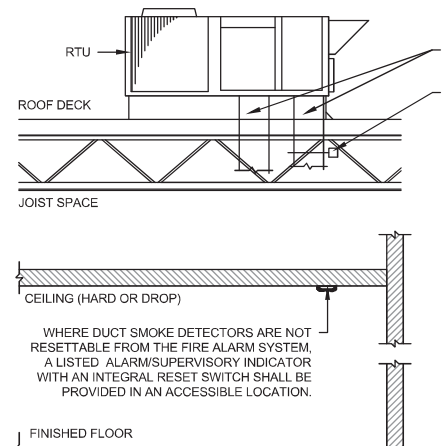 RTU
ROOF DECK
JOIST SPACE
CEILING (HARD OR DROP)
WHERE DUCT SMOKE DETECTORS ARE NOT
RESETTABLE FROM THE FIRE ALARM SYSTEM,
A LISTED ALARM/SUPERVISORY INDICATOR
WITH AN INTEGRAL RESET SWITCH SHALL BE
PROVIDED IN AN ACCESSIBLE LOCATION.
FINISHED FLOOR